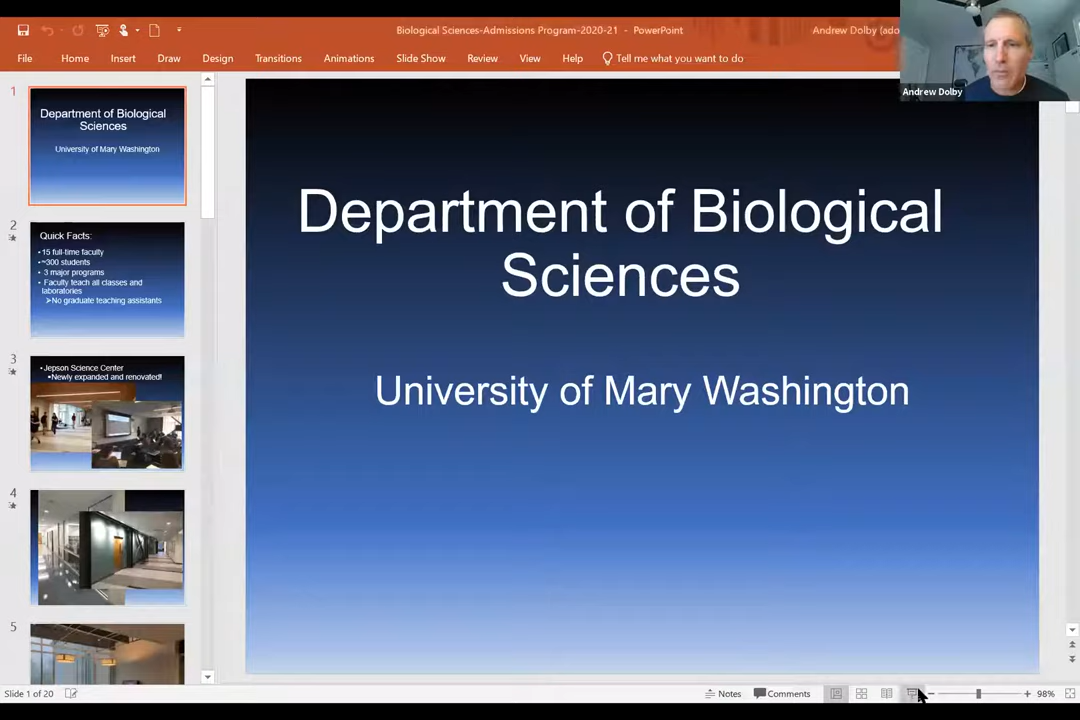 Biological Sciences-Admissions Program-2020-21 - PowerPoint
Andrew Dolby (ado
File Home Insert Draw Design Transitions Animations Slide Show Review View Help Tell me what you want to do
Andrew Dolby
1
Department of Biological
Sciences
University of Mary Washington
2
Quick Facts:
• 15 full-time faculty
• ~300 students
• 3 major programs
• Faculty teach all classes and
laboratories
➢No graduate teaching assistants
3
• Jepson Science Center
▪Newly expanded and renovated!
4
5
Department of Biological
Sciences
University of Mary Washington
Slide 1 of 20
Notes Comments 98%